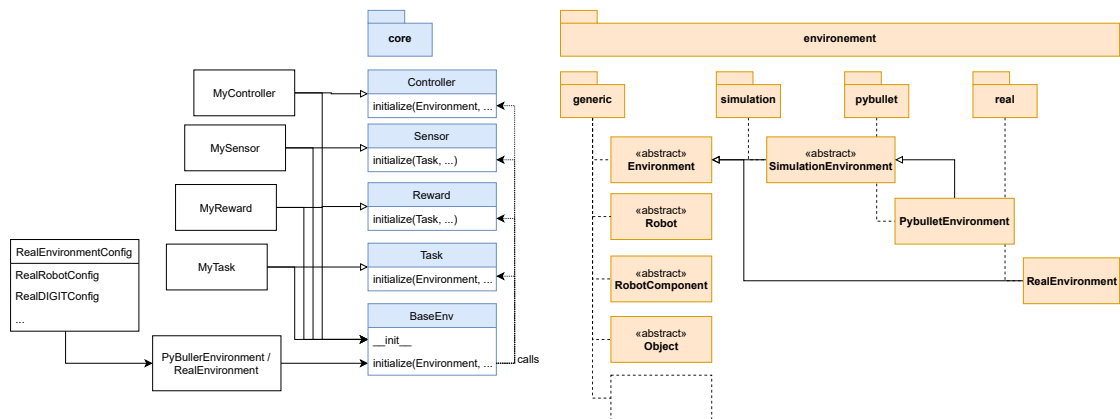 core
MyController
Controller
initialize(Environment, ...
MySensor
Sensor
initialize(Task, ...)
MyReward
Reward
initialize(Task, ...)
MyTask
Task
initialize(Environment, ...
RealEnvironmentConfig
RealRobotConfig
RealDIGITConfig
...
PyBullerEnvironment /
RealEnvironment
BaseEnv
__init__
initialize(Environment, ...
calls
environement
generic
simulation
pybullet
real
«abstract»
Environment
«abstract»
SimulationEnvironment
«abstract»
Robot
PybulletEnvironment
«abstract»
RobotComponent
RealEnvironment
«abstract»
Object